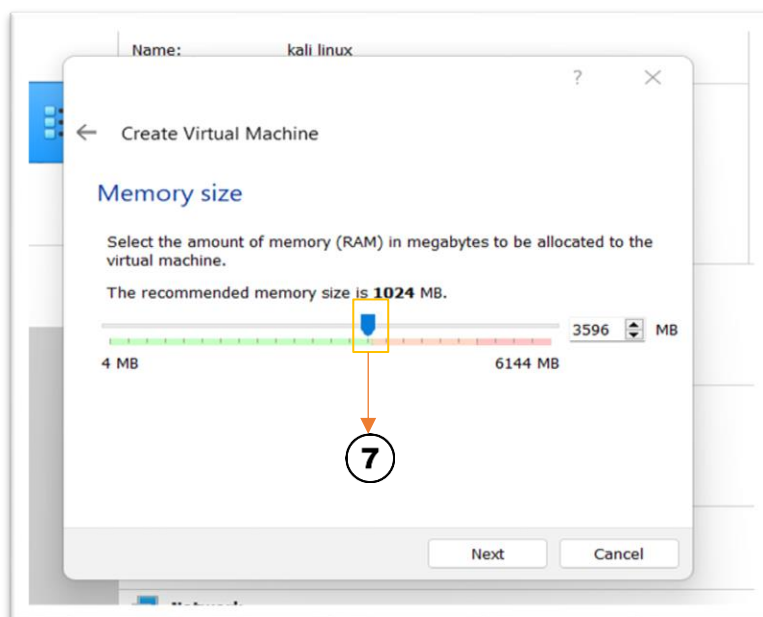 Name: kali linux
?
Create Virtual Machine
Memory size
Select the amount of memory (RAM) in megabytes to be allocated to the
virtual machine.
The recommended memory size is 1024 MB.
3596 MB
4 MB 6144 MB
7
Next Cancel